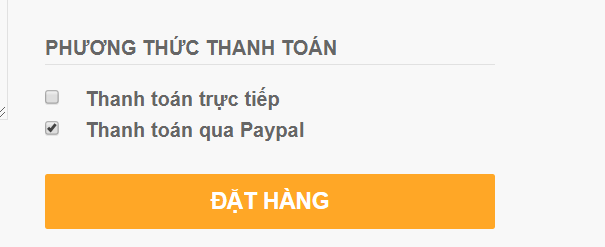 PHƯƠNG THỨC THANH TOÁN
Thanh toán trực tiếp
Thanh toán qua Paypal
ĐẶT HÀNG